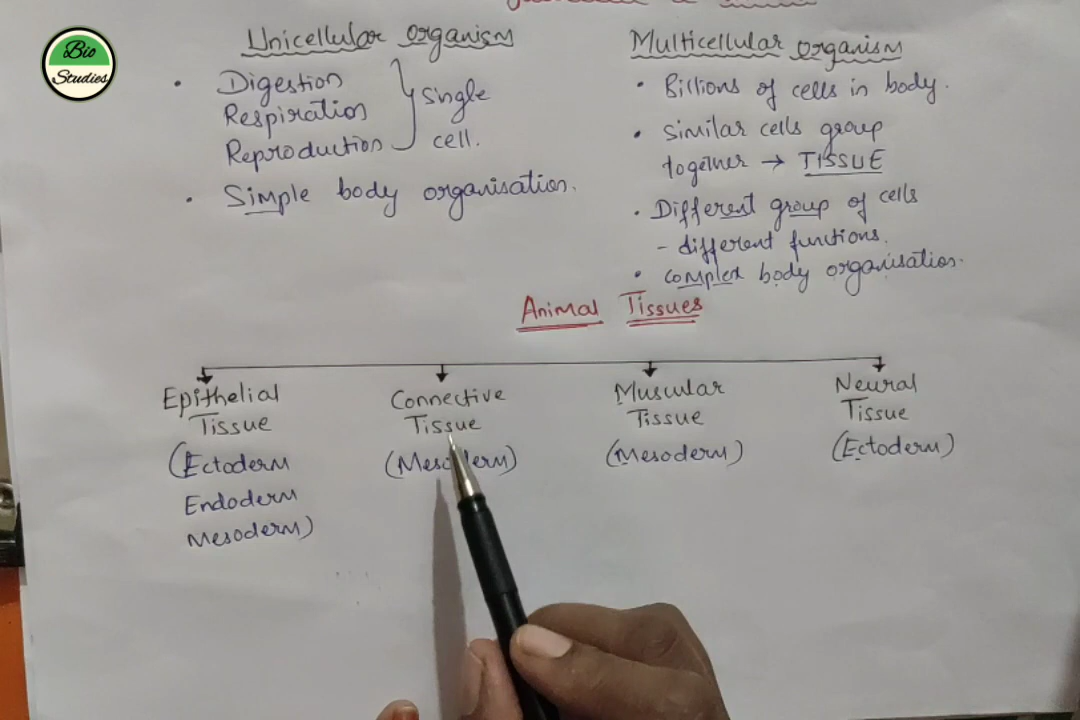 Bio
Studies
Unicellular organism
• Digestion
Respiration
Reproduction
Single
cell.
• Simple body organisation.
Multicellular organism
• Billions of cells in body.
• Similar cells group
together → TISSUE
• Different group of cells
- different functions.
• complex body organisation.
Animal Tissues
Epithelial
Tissue
(Ectoderm
Endoderm
Mesoderm)
Connective
Tissue
(Mesoderm)
Muscular
Tissue
(Mesoderm)
Neural
Tissue
(Ectoderm)